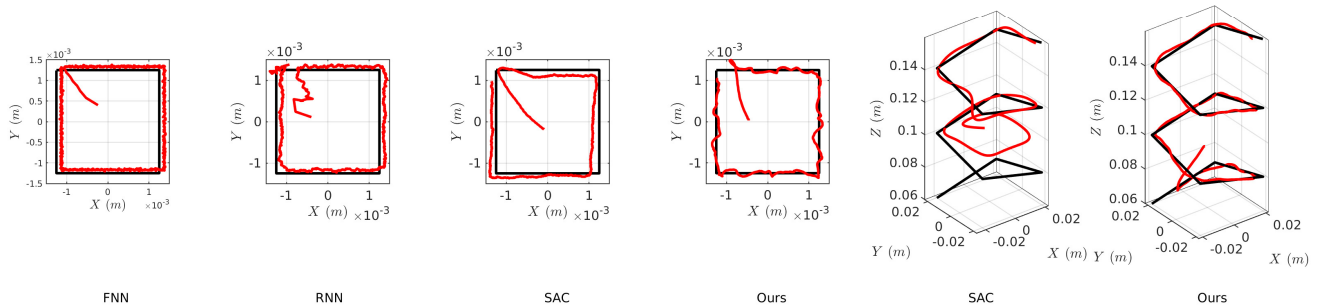 ×10⁻³
1.5
1
0.5
0
-0.5
-1
-1.5
Y (m)
-1 0 1
X (m) ×10⁻³
FNN
×10⁻³
1
0
-1
Y (m)
-1 0 1
X (m) ×10⁻³
RNN
×10⁻³
1
0
-1
Y (m)
-1 0 1
X (m) ×10⁻³
SAC
×10⁻³
1
0
-1
Y (m)
-1 0 1
X (m) ×10⁻³
Ours
0.14
0.12
0.1
0.08
0.06
Z (m)
0.02
0
-0.02
Y (m)
0.02
0
-0.02
X (m)
SAC
0.14
0.12
0.1
0.08
0.06
Z (m)
0.02
0
-0.02
Y (m)
0.02
0
-0.02
X (m)
Ours